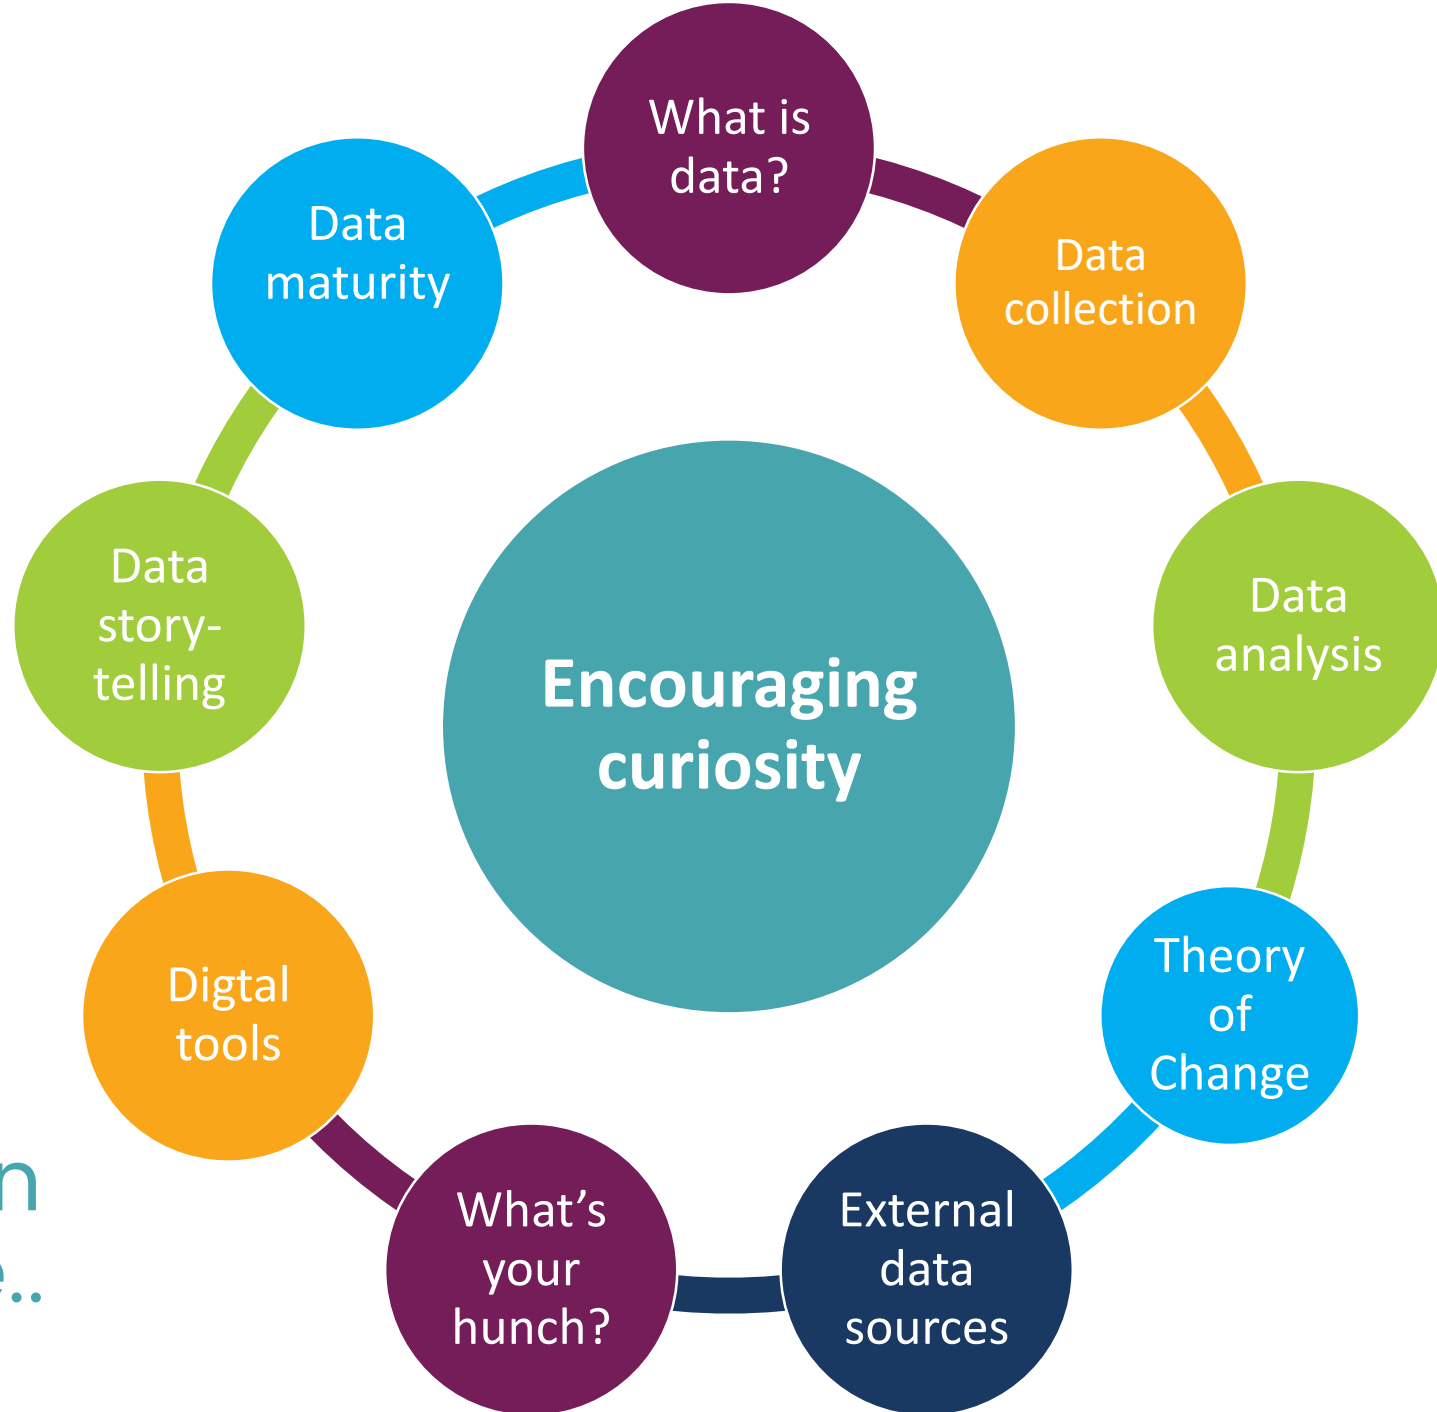 What is
data?
Data
collection
Data
analysis
Theory
of
Change
External
data
sources
What’s
your
hunch?
Digtal
tools
Data
story-
telling
Data
maturity
Encouraging
curiosity